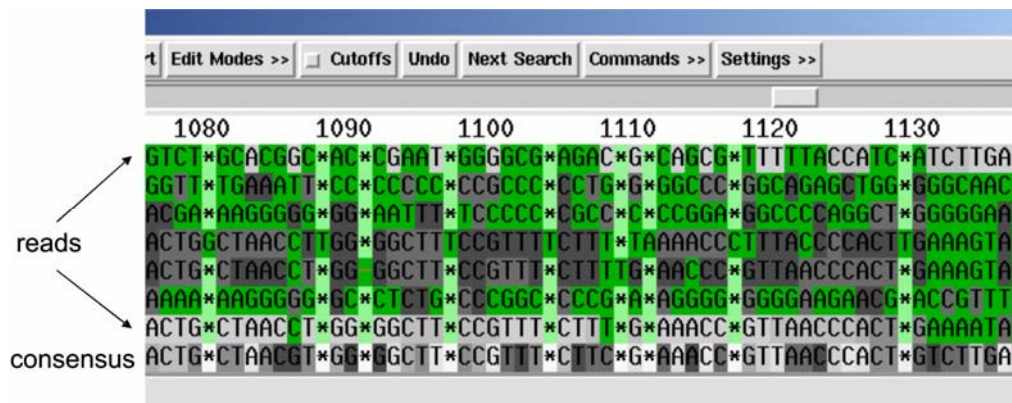 rt Edit Modes >> Cutoffs Undo Next Search Commands >> Settings >>
1080 1090 1100 1110 1120 1130
GTCT*GCACGGC*AC*CGAAT*GGGGCG*AGAC*G*CAGCG*TTTTTACCATC*ATCTTGA
GGTT*TGAAATT*CC*CCCCC*CCGCCC*CCTG*G*GGCCC*GGCAGAGCTGG*GGGCAAC
ACGA*AAGGGGG*GG*AATTT*TCCCCC*CGCC*C*CCGGA*GGCCCCAGGCT*GGGGGAA
reads ACTGGCTAACCTTGG*GGCTTTCCGTTTTCTTT*TAAAACCCTTTACCCCACTTGAAAGTA
ACTG*CTAACCT*GG-GGCTT*CCGTTT*CTTTTG*AACCC*GTTAACCCACT*GAAAGTA
AAAA*AAGGGGG*GC*CTCTG*CCCGGC*CCCG*A*AGGGG*GGGGAAGAACG*ACCGTTT
ACTG*CTAACCT*GG*GGCTT*CCGTTT*CTTT*G*AAACC*GTTAACCCACT*GAAAATA
consensus ACTG*CTAACGT*GG*GGCTT*CCGTTT*CTTC*G*AAACC*GTTAACCCACT*GTCTTGA